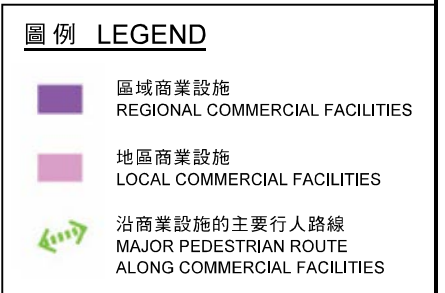 圖例 LEGEND
區域商業設施
REGIONAL COMMERCIAL FACILITIES
地區商業設施
LOCAL COMMERCIAL FACILITIES
沿商業設施的主要行人路線
MAJOR PEDESTRIAN ROUTE
ALONG COMMERCIAL FACILITIES